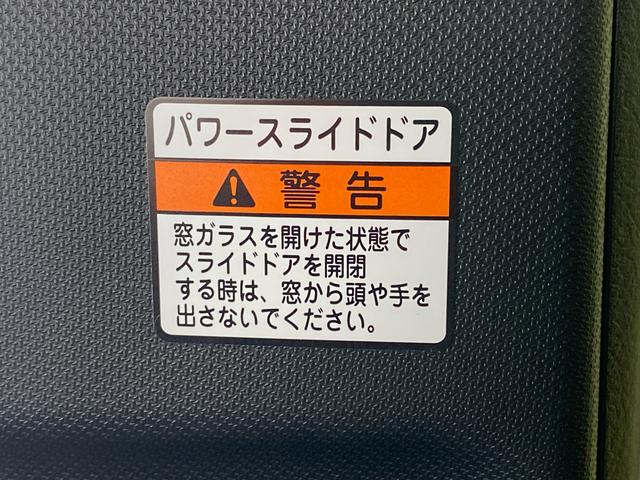 パワースライドドア
警告
窓ガラスを開けた状態で
スライドドアを開閉
する時は、窓から頭や手を
出さないでください。